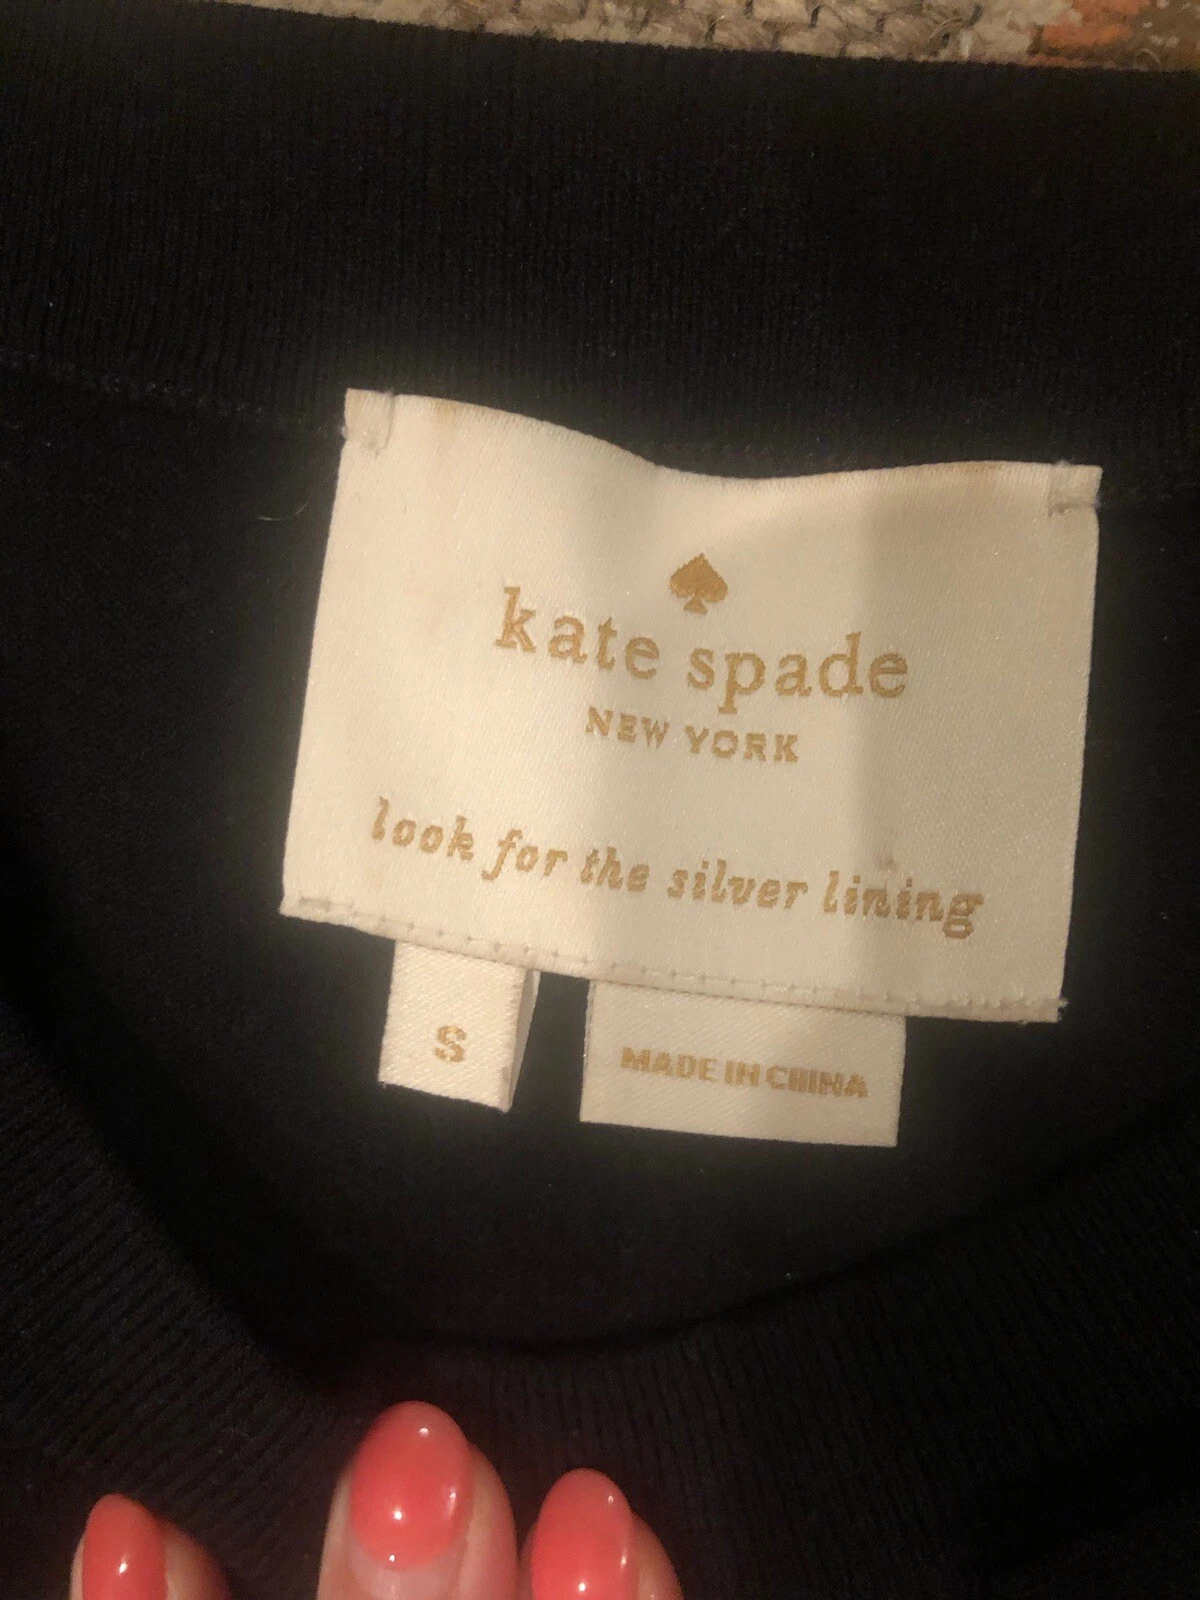 kate spade
NEW YORK
look for the silver lining
S
MADE IN CHINA